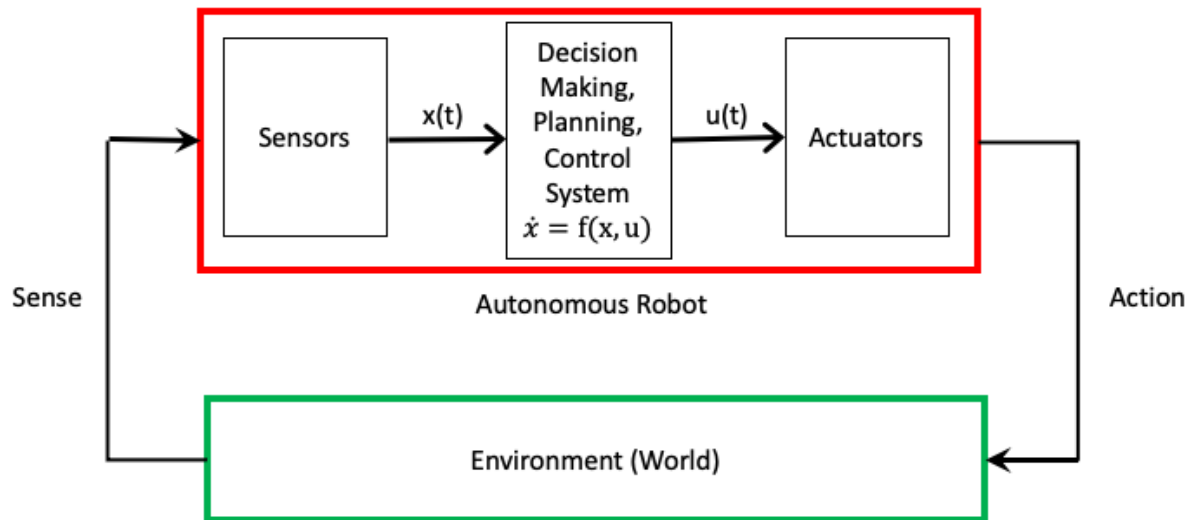 Sensors
x(t)
Decision
Making,
Planning,
Control
System
ẋ = f(x, u)
u(t)
Actuators
Sense
Autonomous Robot
Action
Environment (World)